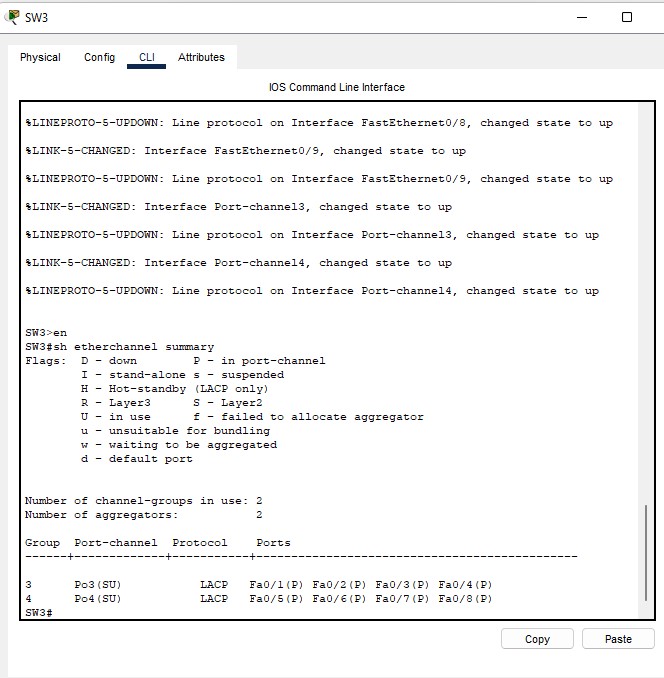 SW3
Physical Config CLI Attributes
IOS Command Line Interface
%LINEPROTO-5-UPDOWN: Line protocol on Interface FastEthernet0/8, changed state to up
%LINK-5-CHANGED: Interface FastEthernet0/9, changed state to up
%LINEPROTO-5-UPDOWN: Line protocol on Interface FastEthernet0/9, changed state to up
%LINK-5-CHANGED: Interface Port-channel3, changed state to up
%LINEPROTO-5-UPDOWN: Line protocol on Interface Port-channel3, changed state to up
%LINK-5-CHANGED: Interface Port-channel4, changed state to up
%LINEPROTO-5-UPDOWN: Line protocol on Interface Port-channel4, changed state to up
SW3>en
SW3#sh etherchannel summary
Flags:  D - down        P - in port-channel
        I - stand-alone s - suspended
        H - Hot-standby (LACP only)
        R - Layer3      S - Layer2
        U - in use      f - failed to allocate aggregator
        u - unsuitable for bundling
        w - waiting to be aggregated
        d - default port
Number of channel-groups in use: 2
Number of aggregators:           2
Group  Port-channel  Protocol    Ports
------+-------------+-----------+----------------------------------------------
3      Po3(SU)           LACP   Fa0/1(P) Fa0/2(P) Fa0/3(P) Fa0/4(P)
4      Po4(SU)           LACP   Fa0/5(P) Fa0/6(P) Fa0/7(P) Fa0/8(P)
SW3#
Copy Paste